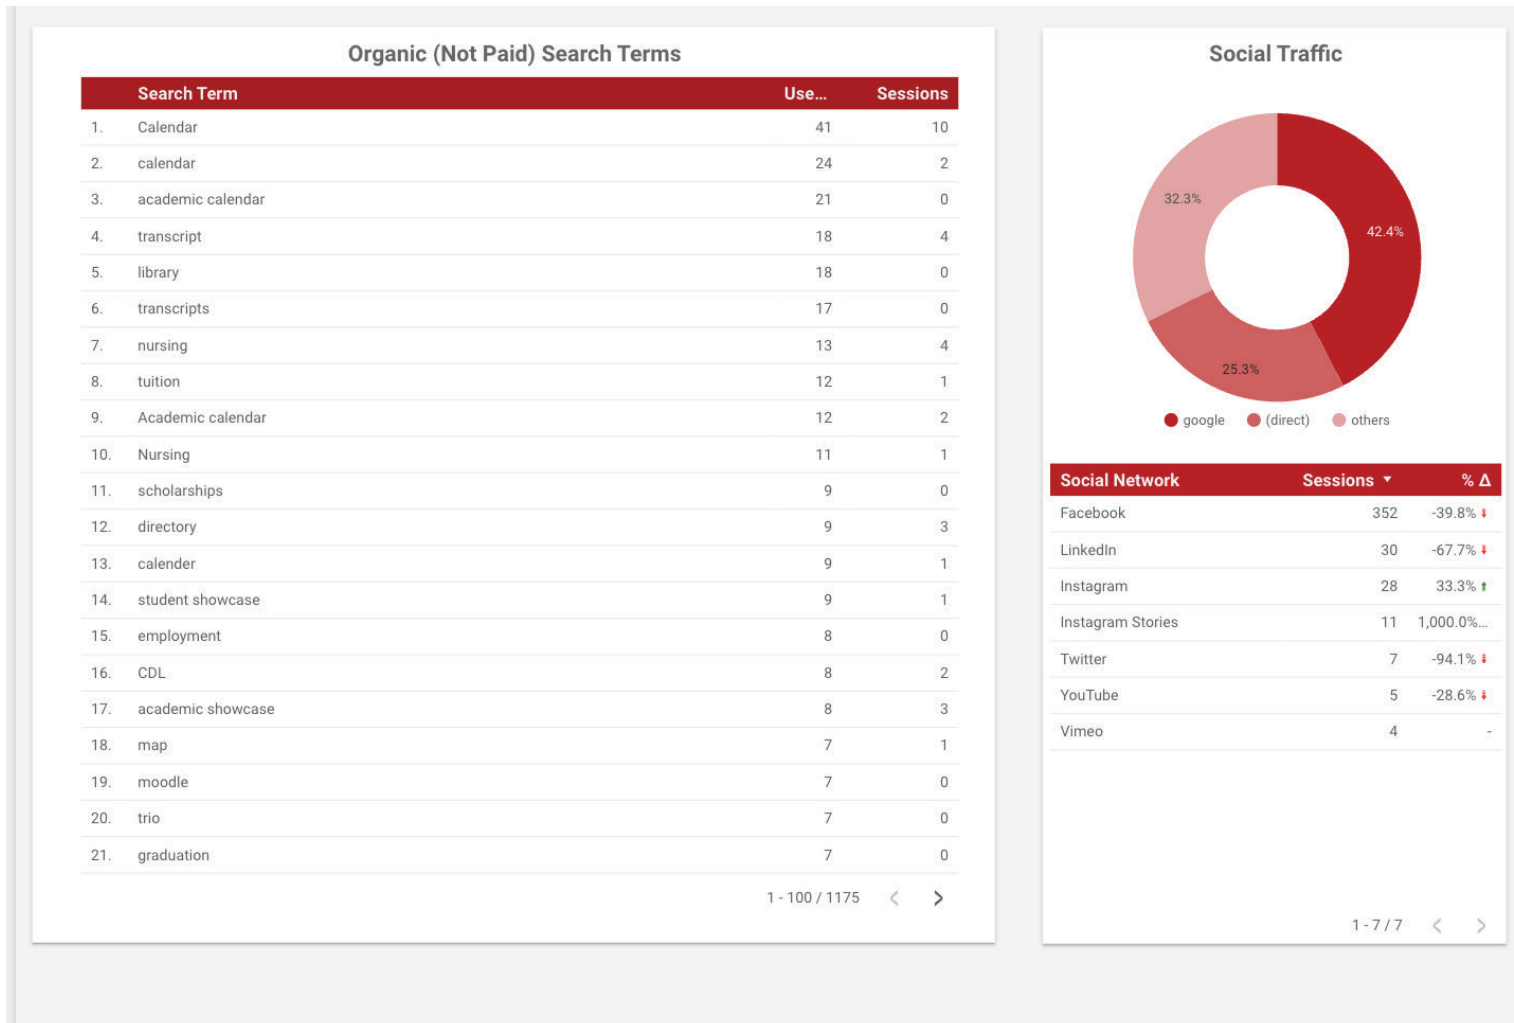 Organic (Not Paid) Search Terms
Search Term Use... Sessions
1. Calendar 41 10
2. calendar 24 2
3. academic calendar 21 0
4. transcript 18 4
5. library 18 0
6. transcripts 17 0
7. nursing 13 4
8. tuition 12 1
9. Academic calendar 12 2
10. Nursing 11 1
11. scholarships 9 0
12. directory 9 3
13. calender 9 1
14. student showcase 9 1
15. employment 8 0
16. CDL 8 2
17. academic showcase 8 3
18. map 7 1
19. moodle 7 0
20. trio 7 0
21. graduation 7 0
1 - 100 / 1175 < >
Social Traffic
32.3%
42.4%
25.3%
google (direct) others
Social Network Sessions % Δ
Facebook 352 -39.8%
LinkedIn 30 -67.7%
Instagram 28 33.3%
Instagram Stories 11 1,000.0%...
Twitter 7 -94.1%
YouTube 5 -28.6%
Vimeo 4 -
1 - 7 / 7 < >